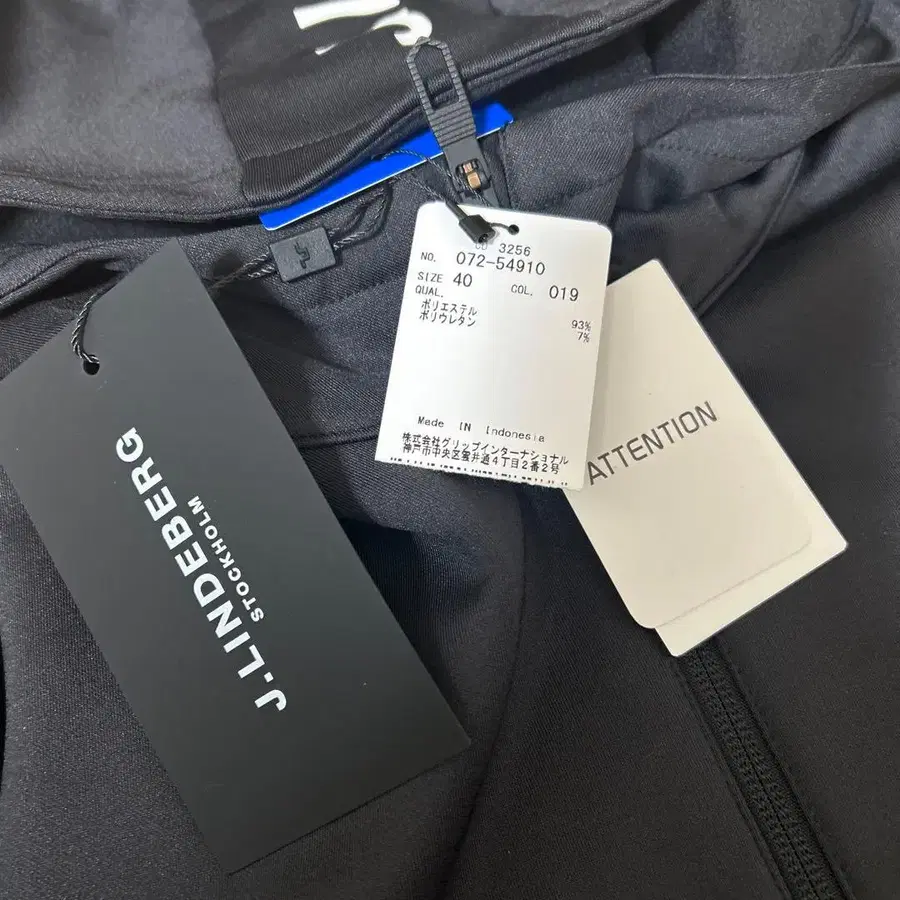 3256
NO. 072-54910
SIZE 40 COL. 019
QUAL.
ポリエステル 93%
ポリウレタン 7%
Made IN Indonesia
株式会社グリップインターナショナル
神戸市中央区雲井通4丁目2番2号
ATTENTION
J.LINDEBERG
STOCKHOLM